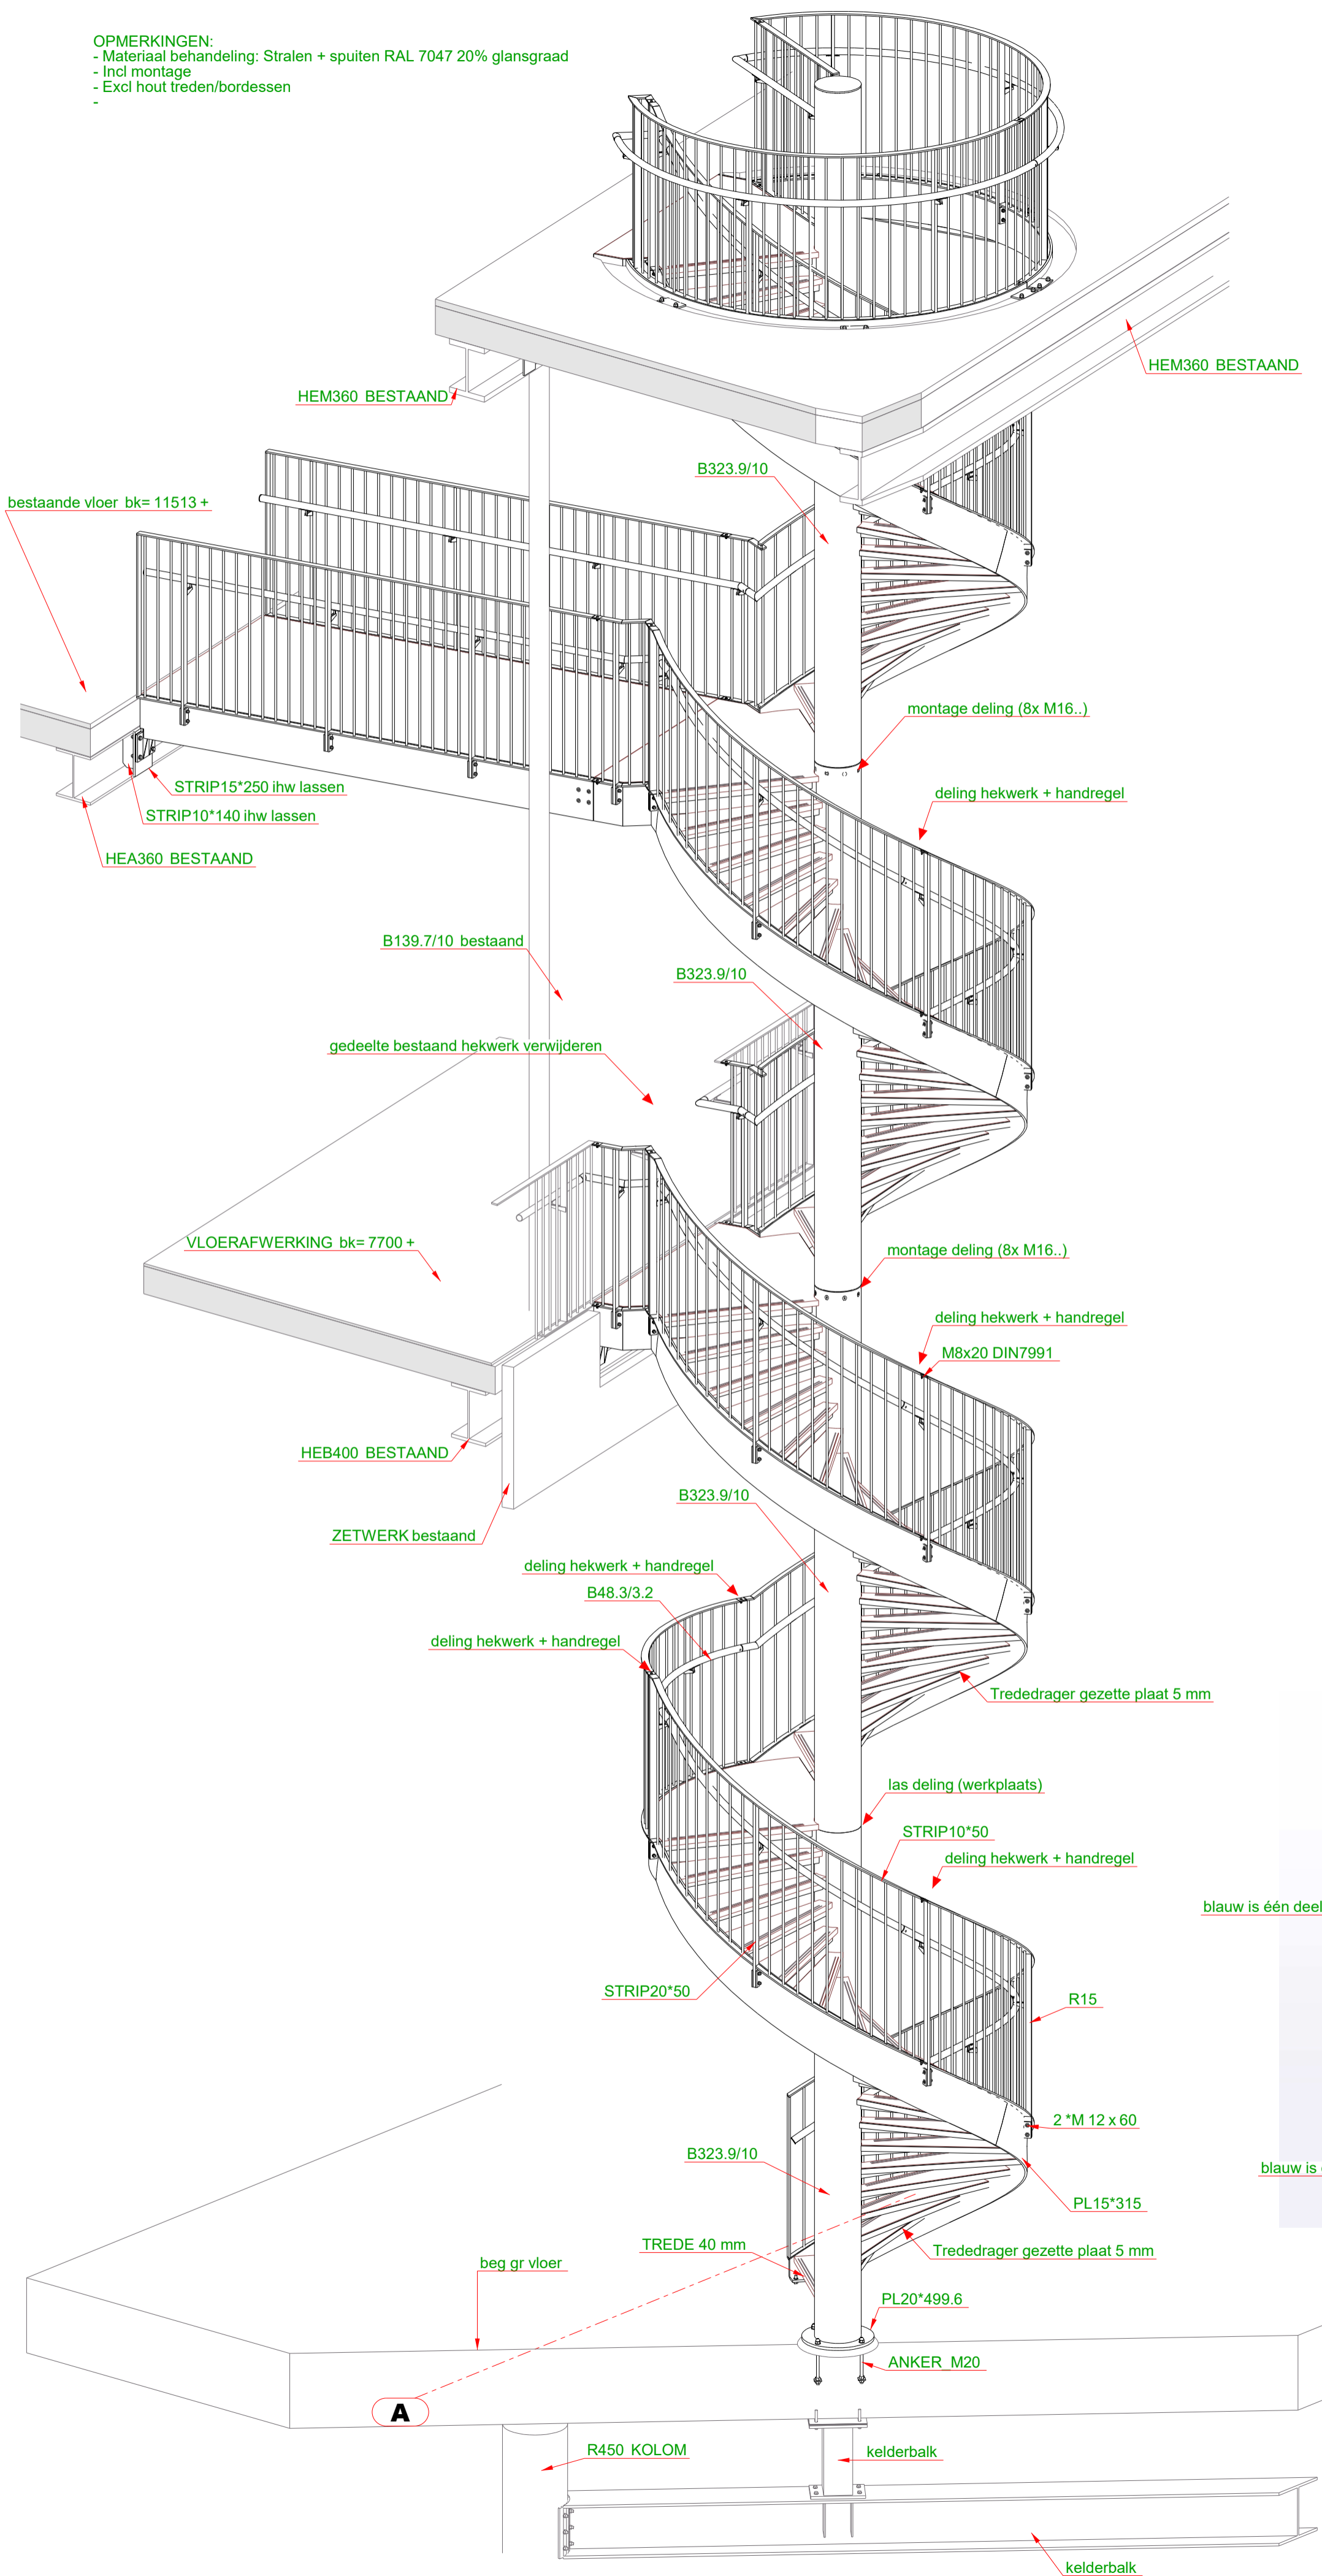 OPMERKINGEN:
- Materiaal behandeling: Stralen + spuiten RAL 7047 20% glansgraad
- Incl montage
- Excl hout treden/bordessen
-
HEM360 BESTAAND
HEM360 BESTAAND
B323.9/10
bestaande vloer bk= 11513 +
montage deling (8x M16..)
STRIP15*250 ihw lassen
deling hekwerk + handregel
STRIP10*140 ihw lassen
HEA360 BESTAAND
B139.7/10 bestaand
B323.9/10
gedeelte bestaand hekwerk verwijderen
VLOERAFWERKING bk= 7700 +
montage deling (8x M16..)
deling hekwerk + handregel
M8x20 DIN7991
HEB400 BESTAAND
B323.9/10
ZETWERK bestaand
deling hekwerk + handregel
B48.3/3.2
deling hekwerk + handregel
Trededrager gezette plaat 5 mm
las deling (werkplaats)
STRIP10*50
deling hekwerk + handregel
blauw is één deel
STRIP20*50
R15
2 *M 12 x 60
B323.9/10
blauw is
PL15*315
TREDE 40 mm
Trededrager gezette plaat 5 mm
beg gr vloer
PL20*499.6
ANKER_M20
A
R450 KOLOM
kelderbalk
kelderbalk